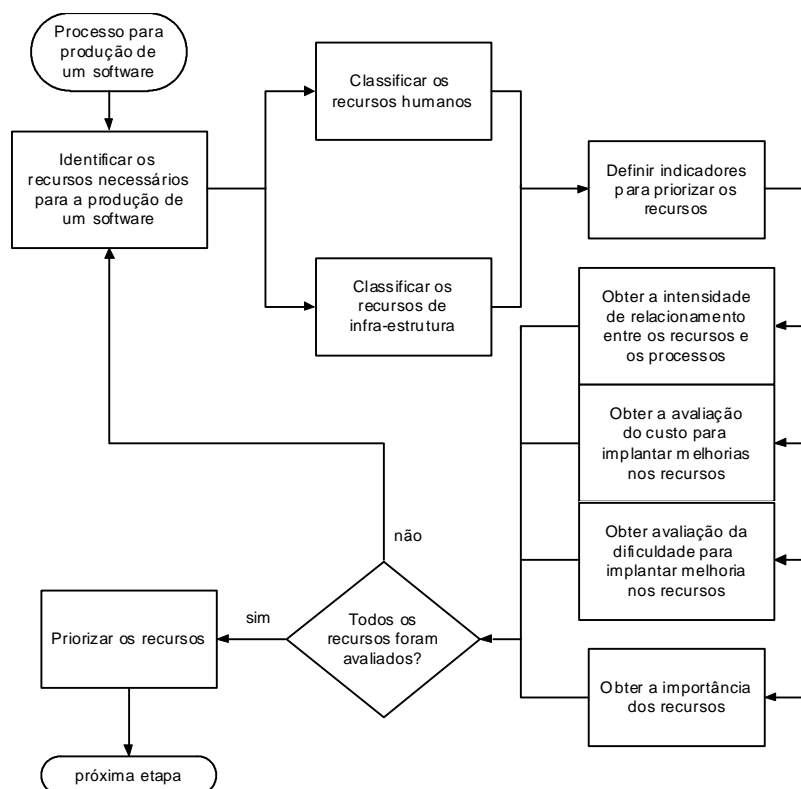 Processo para
produção de
um software
Identificar os
recursos necessários
para a produção de
um software
Classificar os
recursos humanos
Classificar os
recursos de
infra-estrutura
Definir indicadores
para priorizar os
recursos
Obter a intensidade
de relacionamento
entre os recursos e
os processos
Obter a avaliação
do custo para
implantar melhorias
nos recursos
Obter avaliação da
dificuldade para
implantar melhoria
nos recursos
Obter a importância
dos recursos
Todos os
recursos foram
avaliados?
não
sim
Priorizar os recursos
próxima etapa